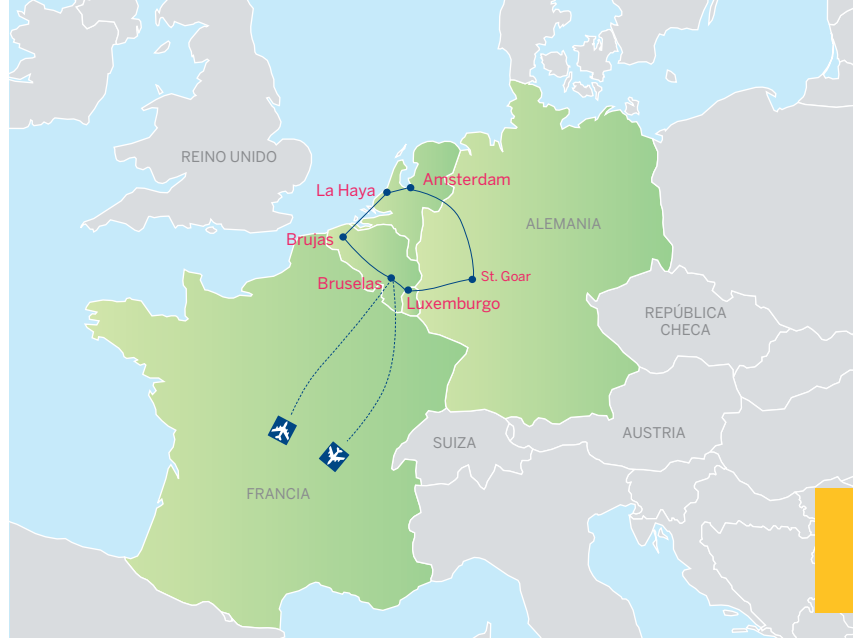 REINO UNIDO
La Haya
Amsterdam
ALEMANIA
Brujas
Bruselas
St. Goar
Luxemburgo
REPÚBLICA
CHECA
SUIZA
AUSTRIA
FRANCIA